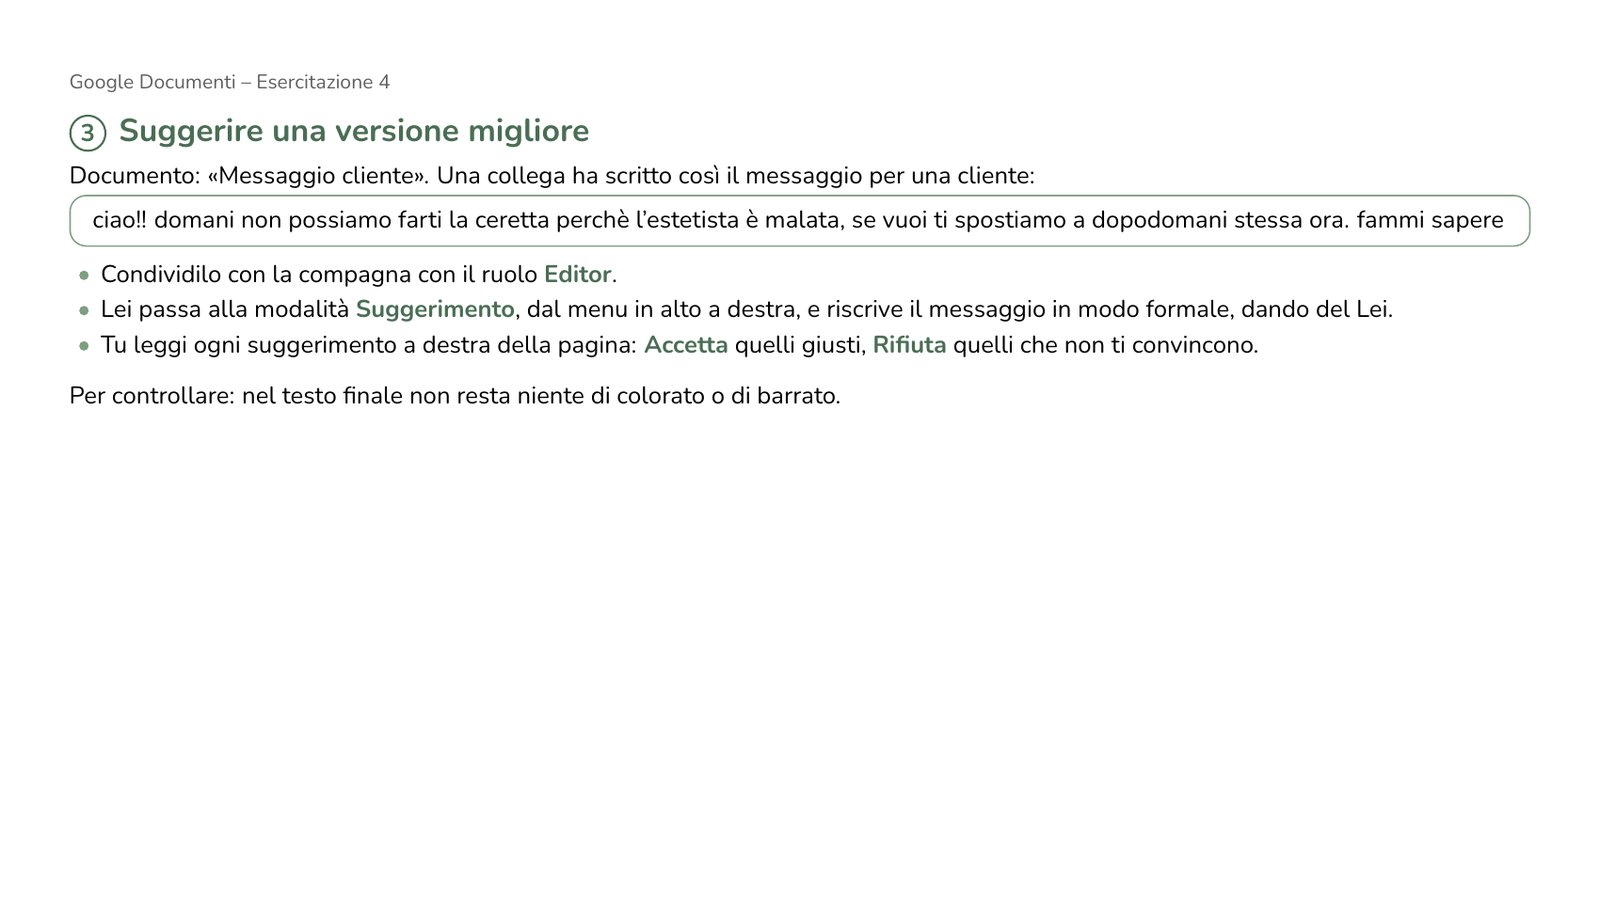 Google Documenti – Esercitazione 4
3 Suggerire una versione migliore
Documento: «Messaggio cliente». Una collega ha scritto così il messaggio per una cliente:
ciao!! domani non possiamo farti la ceretta perchè l’estetista è malata, se vuoi ti spostiamo a dopodomani stessa ora. fammi sapere
• Condividilo con la compagna con il ruolo Editor.
• Lei passa alla modalità Suggerimento, dal menu in alto a destra, e riscrive il messaggio in modo formale, dando del Lei.
• Tu leggi ogni suggerimento a destra della pagina: Accetta quelli giusti, Rifiuta quelli che non ti convincono.
Per controllare: nel testo finale non resta niente di colorato o di barrato.